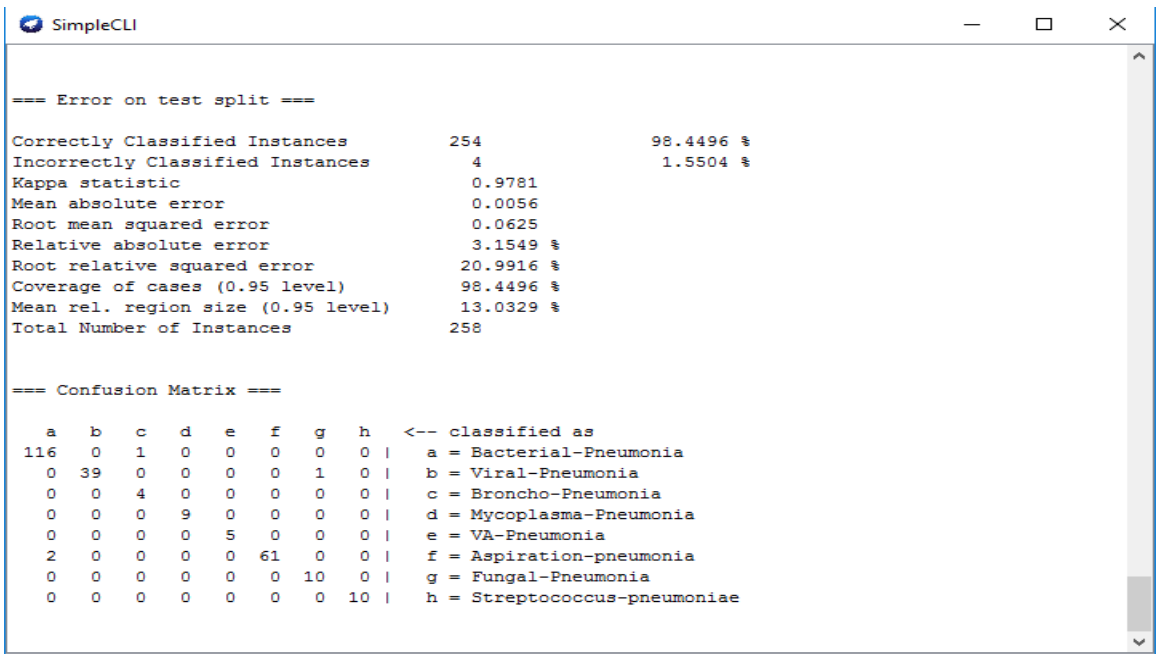 SimpleCLI
=== Error on test split ===
Correctly Classified Instances 254 98.4496 %
Incorrectly Classified Instances 4 1.5504 %
Kappa statistic 0.9781
Mean absolute error 0.0056
Root mean squared error 0.0625
Relative absolute error 3.1549 %
Root relative squared error 20.9916 %
Coverage of cases (0.95 level) 98.4496 %
Mean rel. region size (0.95 level) 13.0329 %
Total Number of Instances 258
=== Confusion Matrix ===
a b c d e f g h <-- classified as
116 0 1 0 0 0 0 0 | a = Bacterial-Pneumonia
0 39 0 0 0 0 1 0 | b = Viral-Pneumonia
0 0 4 0 0 0 0 0 | c = Broncho-Pneumonia
0 0 0 9 0 0 0 0 | d = Mycoplasma-Pneumonia
0 0 0 0 5 0 0 0 | e = VA-Pneumonia
2 0 0 0 0 61 0 0 | f = Aspiration-pneumonia
0 0 0 0 0 0 10 0 | g = Fungal-Pneumonia
0 0 0 0 0 0 0 10 | h = Streptococcus-pneumoniae